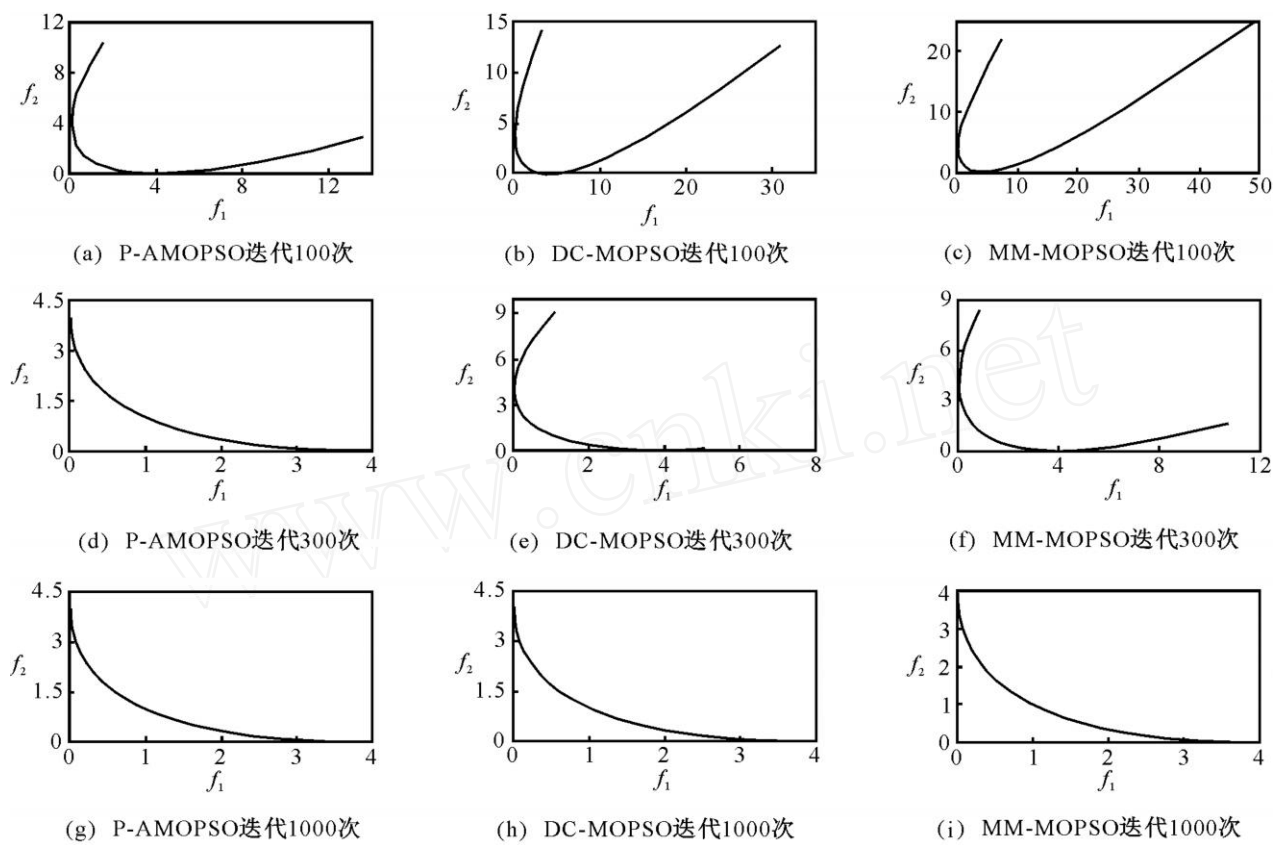 12
8
4
0
f₂
0 4 8 12
f₁
(a) P-AMOPSO迭代100次
15
10
5
0
f₂
0 10 20 30
f₁
(b) DC-MOPSO迭代100次
20
10
0
f₂
0 10 20 30 40 50
f₁
(c) MM-MOPSO迭代100次
4.5
3
1.5
0
f₂
0 1 2 3 4
f₁
(d) P-AMOPSO迭代300次
9
6
3
0
f₂
0 2 4 6 8
f₁
(e) DC-MOPSO迭代300次
9
6
3
0
f₂
0 4 8 12
f₁
(f) MM-MOPSO迭代300次
4.5
3
1.5
0
f₂
0 1 2 3 4
f₁
(g) P-AMOPSO迭代1000次
4.5
3
1.5
0
f₂
0 1 2 3 4
f₁
(h) DC-MOPSO迭代1000次
4
3
2
1
0
f₂
0 1 2 3 4
f₁
(i) MM-MOPSO迭代1000次
www.cnki.net